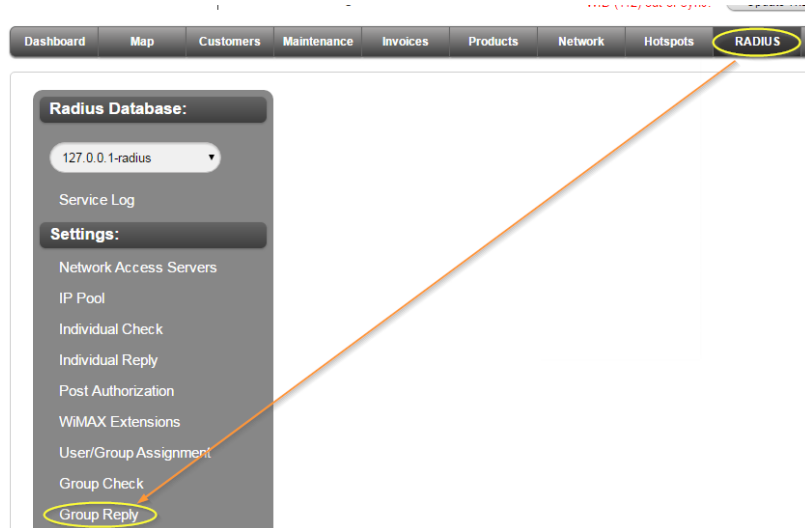 Dashboard Map Customers Maintenance Invoices Products Network Hotspots RADIUS
Radius Database:
127.0.0.1-radius
Service Log
Settings:
Network Access Servers
IP Pool
Individual Check
Individual Reply
Post Authorization
WiMAX Extensions
User/Group Assignment
Group Check
Group Reply